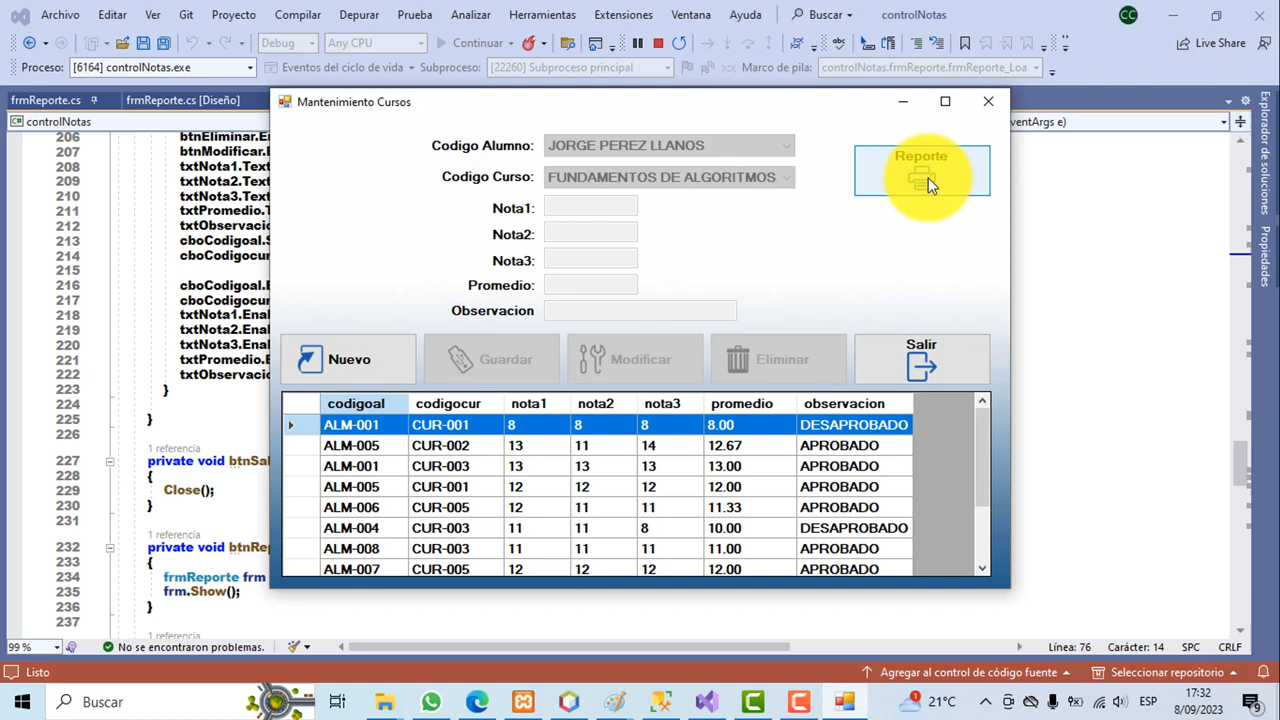 Archivo Editar Ver Git Proyecto Compilar Depurar Prueba Analizar Herramientas Extensiones Ventana Ayuda Buscar controlNotas CC
Debug Any CPU Continuar Live Share
Proceso: [6164] controlNotas.exe Eventos del ciclo de vida Subproceso: [22260] Subproceso principal Marco de pila: controlNotas.frmReporte.frmReporte_Loa
frmReporte.cs frmReporte.cs [Diseño]
controlNotas ventArgs e)
Explorador de soluciones
Propiedades
Mantenimiento Cursos
Codigo Alumno: JORGE PEREZ LLANOS
Codigo Curso: FUNDAMENTOS DE ALGORITMOS
Nota1:
Nota2:
Nota3:
Promedio:
Observacion
Reporte
Nuevo Guardar Modificar Eliminar Salir
codigoal codigocur nota1 nota2 nota3 promedio observacion
ALM-001 CUR-001 8 8 8 8.00 DESAPROBADO
ALM-005 CUR-002 13 11 14 12.67 APROBADO
ALM-001 CUR-003 13 13 13 13.00 APROBADO
ALM-005 CUR-001 12 12 12 12.00 APROBADO
ALM-006 CUR-005 12 11 11 11.33 APROBADO
ALM-004 CUR-003 11 11 8 10.00 DESAPROBADO
ALM-008 CUR-003 11 11 11 11.00 APROBADO
ALM-007 CUR-005 12 12 12 12.00 APROBADO
206 btnEliminar.E
207 btnModificar.
208 txtNota1.Text
209 txtNota2.Text
210 txtNota3.Text
211 txtPromedio.T
212 txtObservacio
213 cboCodigoal.S
214 cboCodigocur
215
216 cboCodigoal.E
217 cboCodigocur
218 txtNota1.Enal
219 txtNota2.Enal
220 txtNota3.Enal
221 txtPromedio.E
222 txtObservacio
223 }
224
225 }
226
1 referencia
227 private void btnSal
228 {
229 Close();
230 }
231
1 referencia
232 private void btnRep
233 {
234 frmReporte frm
235 frm.Show();
236 }
237
1 referencia
99 % No se encontraron problemas. Línea: 76 Carácter: 14 SPC CRLF
Listo Agregar al control de código fuente Seleccionar repositorio
Buscar 1 21°C ESP 17:32
8/09/2023 9